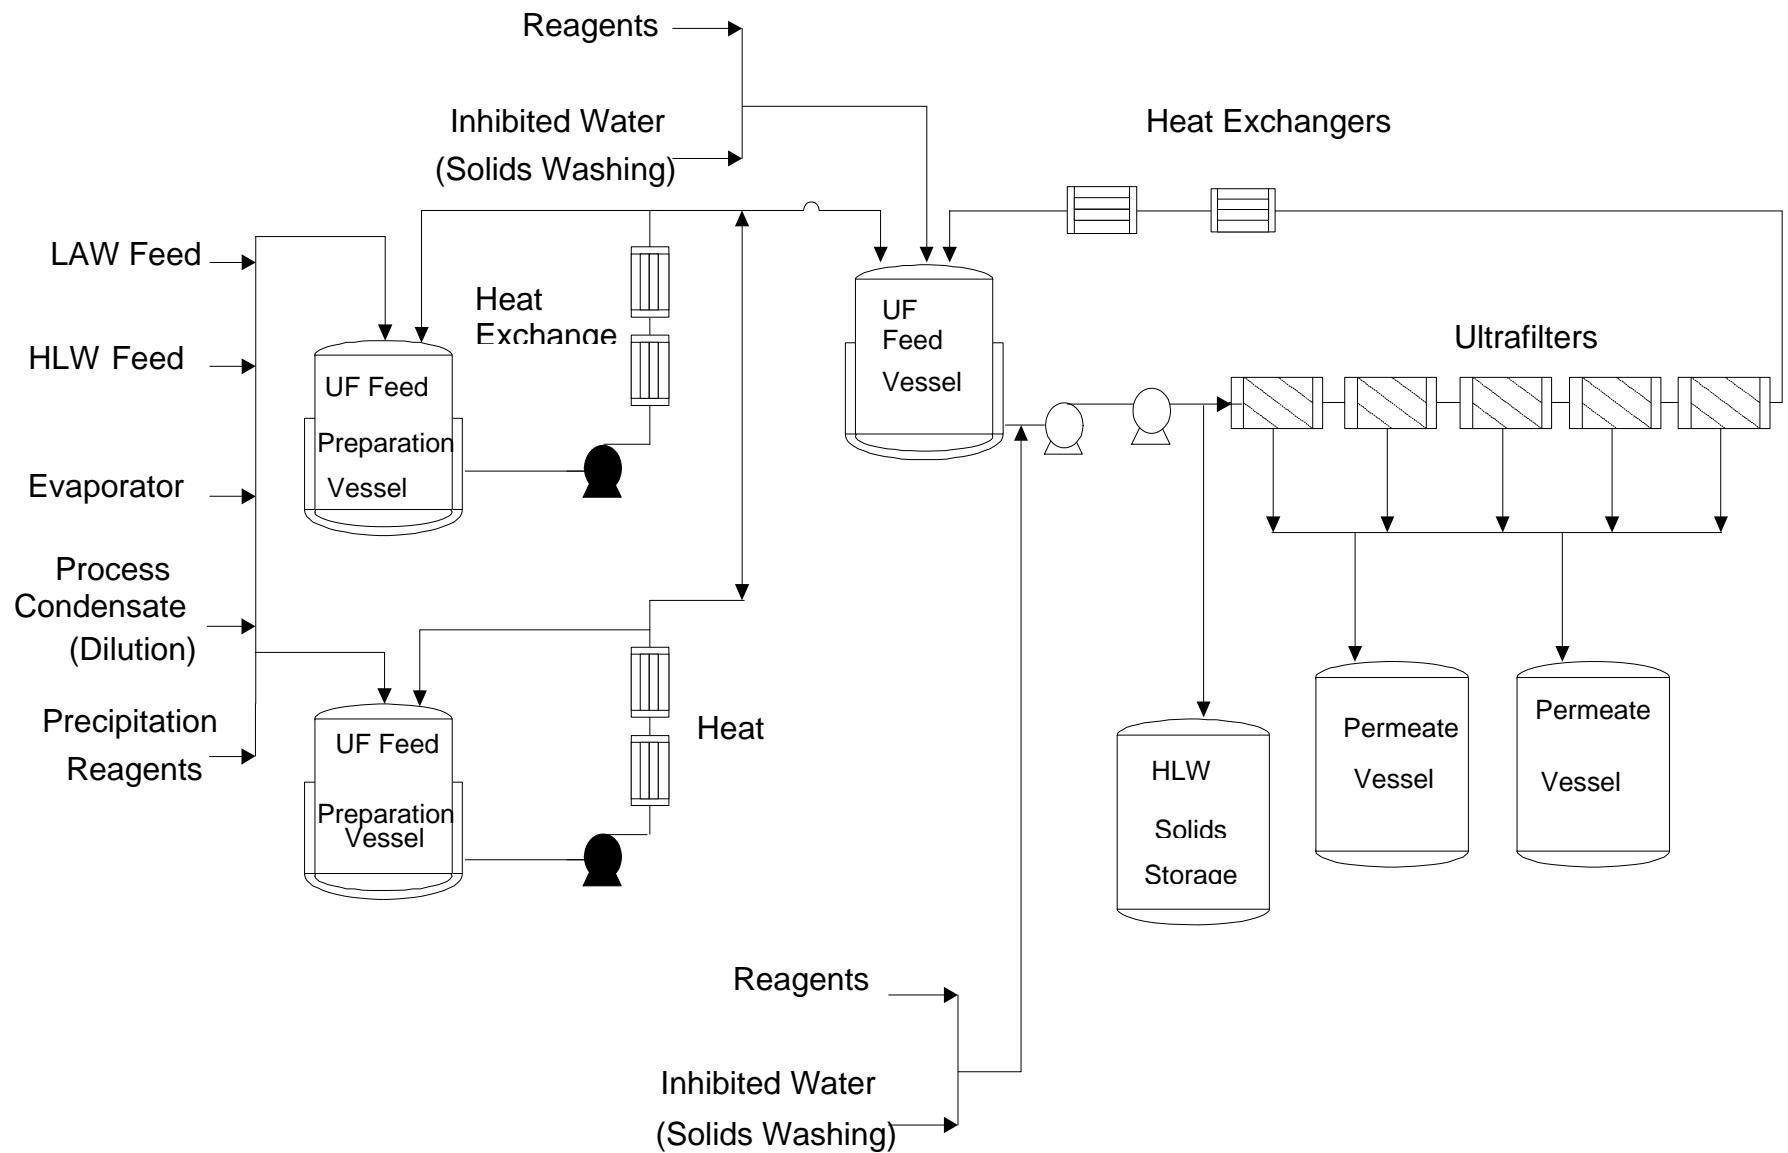 Reagents
Inhibited Water
(Solids Washing)
Heat Exchangers
LAW Feed
HLW Feed
Evaporator
Process
Condensate
(Dilution)
Precipitation
Reagents
Heat
Exchange
UF Feed
Preparation
Vessel
UF Feed
Preparation
Vessel
Heat
UF
Feed
Vessel
Ultrafilters
HLW
Solids
Storage
Permeate
Vessel
Permeate
Vessel
Reagents
Inhibited Water
(Solids Washing)